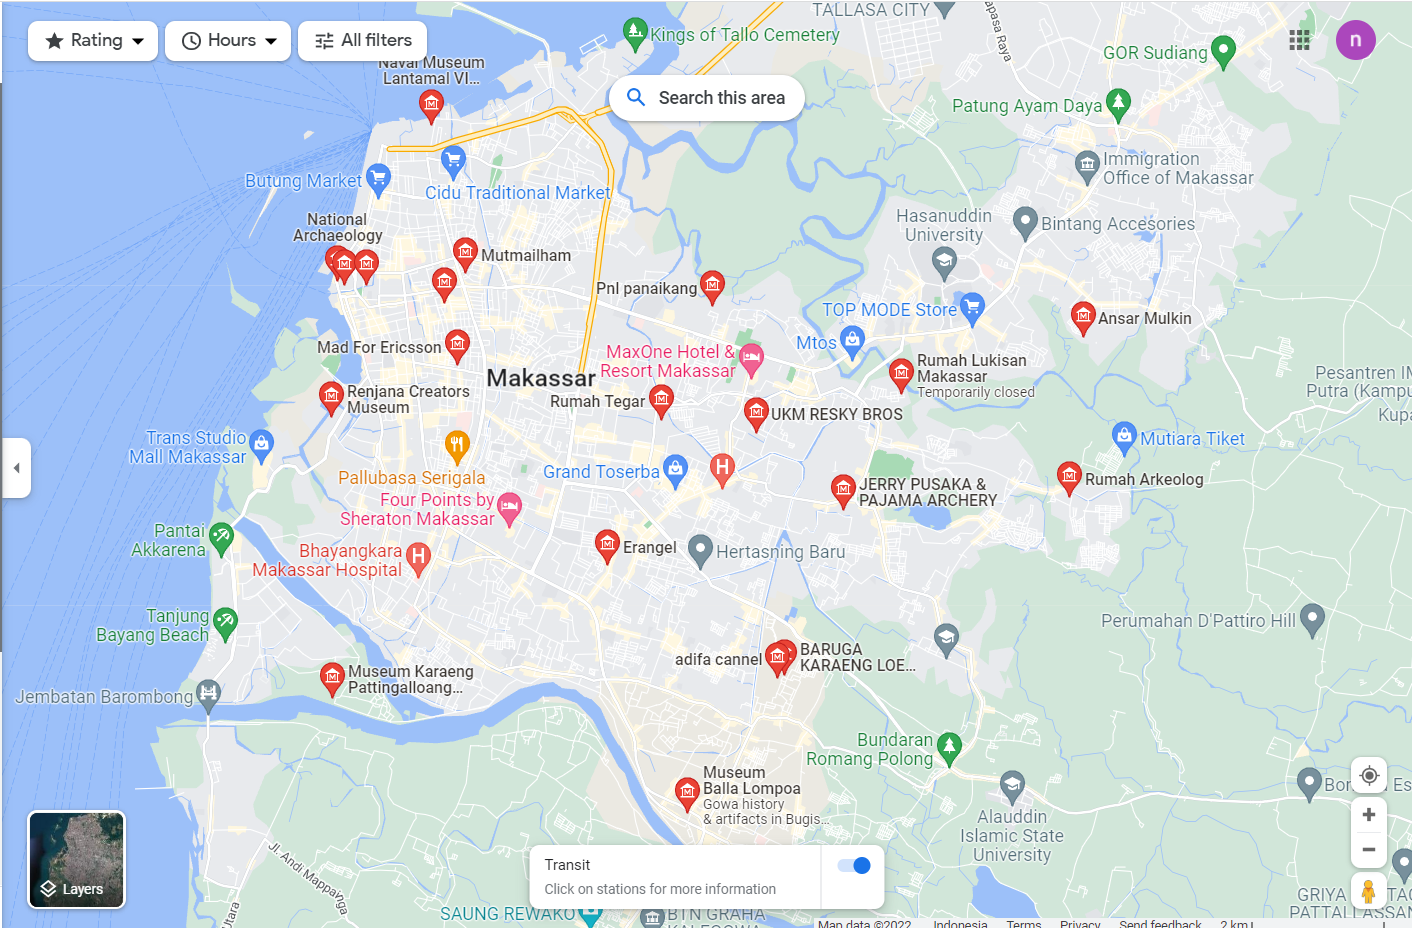 Rating
Hours
All filters
Search this area
n
TALLASA CITY
Kings of Tallo Cemetery
GOR Sudiang
Naval Museum
Lantamal VI...
Patung Ayam Daya
Immigration
Office of Makassar
Butung Market
Cidu Traditional Market
Hasanuddin
University
Bintang Accesories
National
Archaeology
Mutmailham
Pnl panaikang
TOP MODE Store
Ansar Mulkin
Mad For Ericsson
MaxOne Hotel &
Resort Makassar
Mtos
Rumah Lukisan
Makassar
Temporarily closed
Makassar
Pesantren IM
Putra (Kampu
Kupa
Renjana Creators
Museum
Rumah Tegar
UKM RESKY BROS
Trans Studio
Mall Makassar
Mutiara Tiket
Pallubasa Serigala
Grand Toserba
JERRY PUSAKA &
PAJAMA ARCHERY
Rumah Arkeolog
Four Points by
Sheraton Makassar
Pantai
Akkarena
Bhayangkara
Makassar Hospital
Erangel
Hertasning Baru
Tanjung
Bayang Beach
Perumahan D'Pattiro Hill
adifa cannel
BARUGA
KARAENG LOE...
Museum Karaeng
Pattingalloang...
Jembatan Barombong
Bundaran
Romang Polong
Museum
Balla Lompoa
Gowa history
& artifacts in Bugis...
Alauddin
Islamic State
University
Jl. Andi Mappanga
Utara
apasa Raya
Layers
Transit
Click on stations for more information
SAUNG REWAKO
BTN GRAHA
KALEGOWA
GRIYA
TAC
PATTALLASSAN
Map data ©2022
Indonesia
Terms
Privacy
Send feedback
2 km